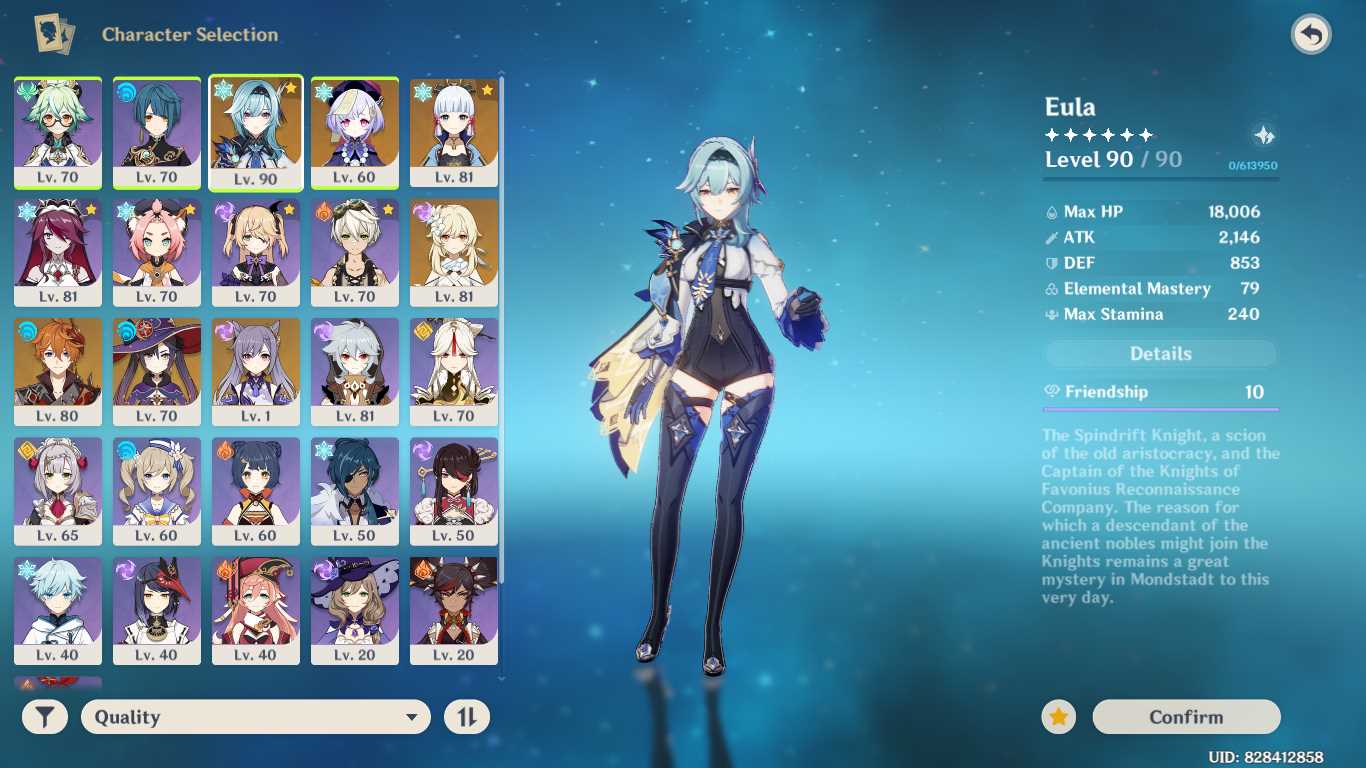 Character Selection
Lv. 70
Lv. 70
Lv. 90
Lv. 60
Lv. 81
Lv. 81
Lv. 70
Lv. 70
Lv. 70
Lv. 81
Lv. 80
Lv. 70
Lv. 1
Lv. 81
Lv. 70
Lv. 65
Lv. 60
Lv. 60
Lv. 50
Lv. 50
Lv. 40
Lv. 40
Lv. 40
Lv. 20
Lv. 20
Quality
Eula
Level 90 / 90
0/613950
Max HP 18,006
ATK 2,146
DEF 853
Elemental Mastery 79
Max Stamina 240
Details
Friendship 10
The Spindrift Knight, a scion
of the old aristocracy, and the
Captain of the Knights of
Favonius Reconnaissance
Company. The reason for
which a descendant of the
ancient nobles might join the
Knights remains a great
mystery in Mondstadt to this
very day.
Confirm
UID: 828412858